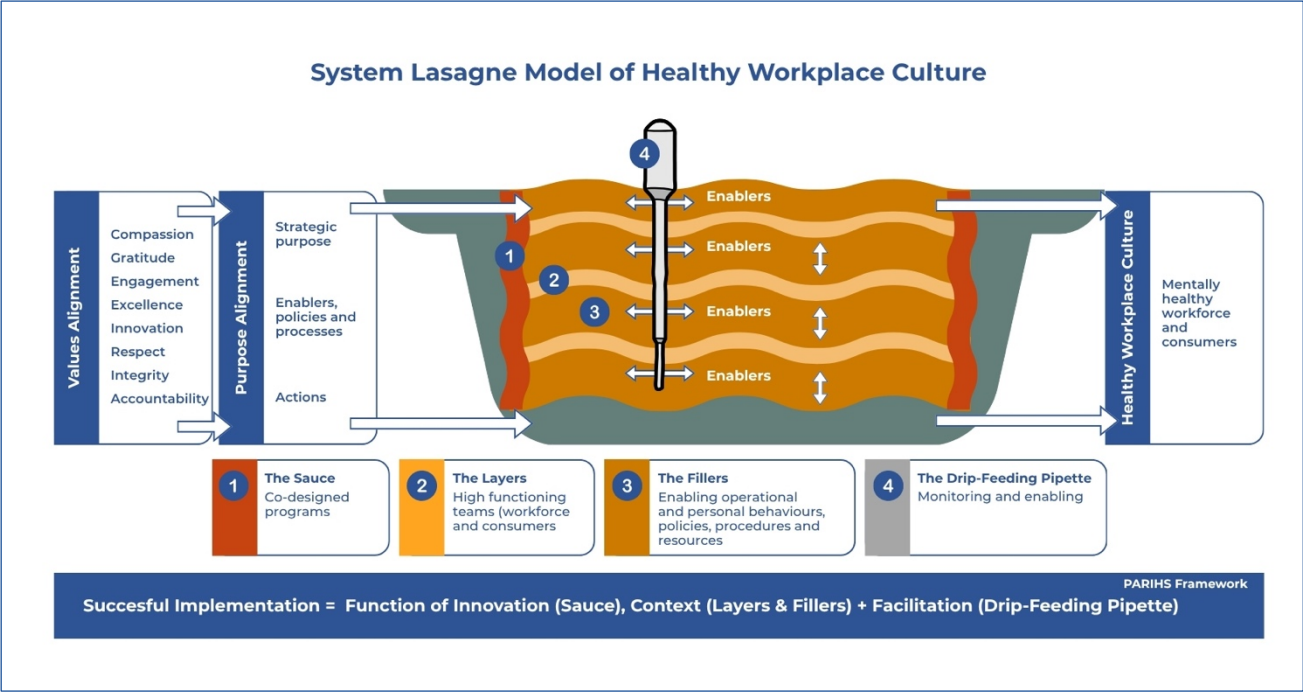 System Lasagne Model of Healthy Workplace Culture
Values Alignment
Compassion
Gratitude
Engagement
Excellence
Innovation
Respect
Integrity
Accountability
Purpose Alignment
Strategic
purpose
Enablers,
policies and
processes
Actions
4
Enablers
Enablers
1
2
3
Enablers
Enablers
Healthy Workplace Culture
Mentally
healthy
workforce
and
consumers
1
The Sauce
Co-designed
programs
2
The Layers
High functioning
teams (workforce
and consumers
3
The Fillers
Enabling operational
and personal behaviours,
policies, procedures and
resources
4
The Drip-Feeding Pipette
Monitoring and enabling
PARIHS Framework
Succesful Implementation = Function of Innovation (Sauce), Context (Layers & Fillers) + Facilitation (Drip-Feeding Pipette)